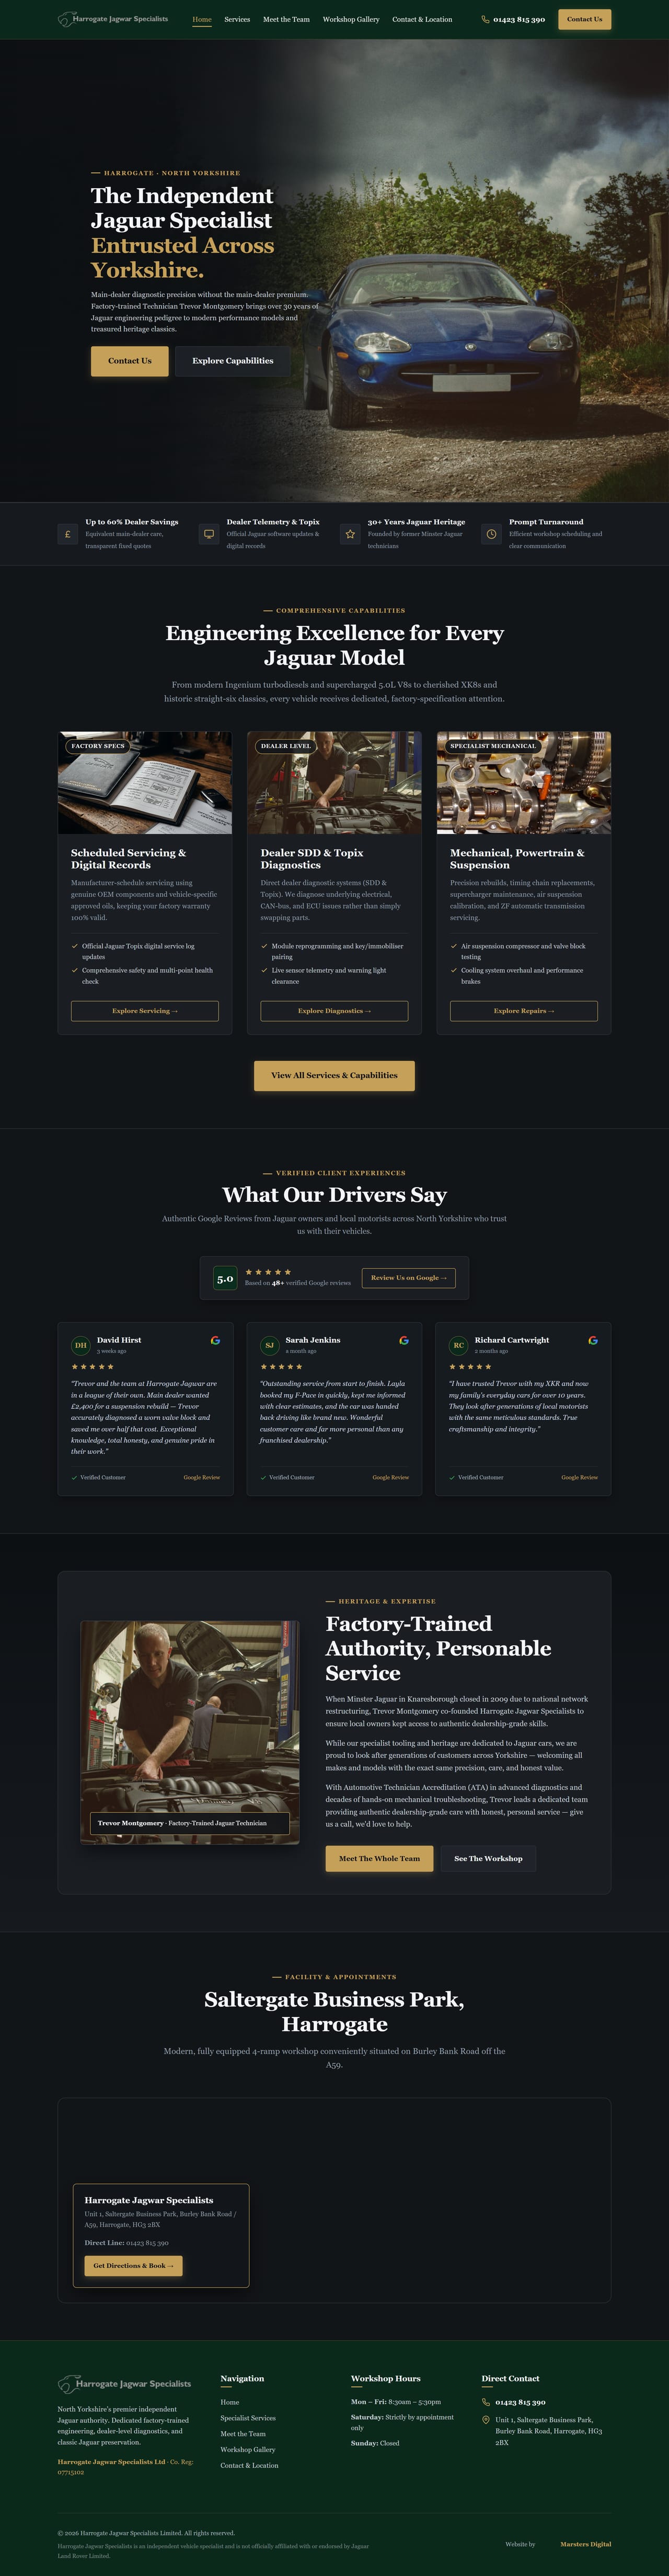 Harrogate Jagwar Specialists
Home
Services
Meet the Team
Workshop Gallery
Contact & Location
01423 815 390
Contact Us
HARROGATE · NORTH YORKSHIRE
The Independent
Jaguar Specialist
Entrusted Across
Yorkshire.
Main-dealer diagnostic precision without the main-dealer premium.
Factory-trained Technician Trevor Montgomery brings over 30 years of
Jaguar engineering pedigree to modern performance models and
treasured heritage classics.
Contact Us
Explore Capabilities
£
Up to 60% Dealer Savings
Equivalent main-dealer care,
transparent fixed quotes
Dealer Telemetry & Topix
Official Jaguar software updates &
digital records
30+ Years Jaguar Heritage
Founded by former Minster Jaguar
technicians
Prompt Turnaround
Efficient workshop scheduling and
clear communication
COMPREHENSIVE CAPABILITIES
Engineering Excellence for Every
Jaguar Model
From modern Ingenium turbodiesels and supercharged 5.0L V8s to cherished XK8s and
historic straight-six classics, every vehicle receives dedicated, factory-specification attention.
FACTORY SPECS
Scheduled Servicing &
Digital Records
Manufacturer-schedule servicing using
genuine OEM components and vehicle-specific
approved oils, keeping your factory warranty
100% valid.
Official Jaguar Topix digital service log
updates
Comprehensive safety and multi-point health
check
Explore Servicing →
DEALER LEVEL
Dealer SDD & Topix
Diagnostics
Direct dealer diagnostic systems (SDD &
Topix). We diagnose underlying electrical,
CAN-bus, and ECU issues rather than simply
swapping parts.
Module reprogramming and key/immobiliser
pairing
Live sensor telemetry and warning light
clearance
Explore Diagnostics →
SPECIALIST MECHANICAL
Mechanical, Powertrain &
Suspension
Precision rebuilds, timing chain replacements,
supercharger maintenance, air suspension
calibration, and ZF automatic transmission
servicing.
Air suspension compressor and valve block
testing
Cooling system overhaul and performance
brakes
Explore Repairs →
View All Services & Capabilities
VERIFIED CLIENT EXPERIENCES
What Our Drivers Say
Authentic Google Reviews from Jaguar owners and local motorists across North Yorkshire who trust
us with their vehicles.
5.0
Based on 48+ verified Google reviews
Review Us on Google →
DH
David Hirst
3 weeks ago
"Trevor and the team at Harrogate Jagwar are
in a league of their own. Main dealer wanted
£2,400 for a suspension rebuild — Trevor
accurately diagnosed a worn valve block and
saved me over half that cost. Exceptional
knowledge, total honesty, and genuine pride in
their work."
Verified Customer
Google Review
SJ
Sarah Jenkins
a month ago
"Outstanding service from start to finish. Layla
booked my F-Pace in quickly, kept me informed
with clear estimates, and the car was handed
back driving like brand new. Wonderful
customer care and far more personal than any
franchised dealership."
Verified Customer
Google Review
RC
Richard Cartwright
2 months ago
"I have trusted Trevor with my XKR and now
my family's everyday cars for over 10 years.
They look after generations of local motorists
with the same meticulous standards. True
craftsmanship and integrity."
Verified Customer
Google Review
HERITAGE & EXPERTISE
Factory-Trained
Authority, Personable
Service
When Minster Jaguar in Knaresborough closed in 2009 due to national network
restructuring, Trevor Montgomery co-founded Harrogate Jagwar Specialists to
ensure local owners kept access to authentic dealership-grade skills.
While our specialist tooling and heritage are dedicated to Jaguar cars, we are
proud to look after generations of customers across Yorkshire — welcoming all
makes and models with the exact same precision, care, and honest value.
With Automotive Technician Accreditation (ATA) in advanced diagnostics and
decades of hands-on mechanical troubleshooting, Trevor leads a dedicated team
providing authentic dealership-grade care with honest, personal service — give
us a call, we'd love to help.
Trevor Montgomery · Factory-Trained Jaguar Technician
Meet The Whole Team
See The Workshop
FACILITY & APPOINTMENTS
Saltergate Business Park,
Harrogate
Modern, fully equipped 4-ramp workshop conveniently situated on Burley Bank Road off the
A59.
Harrogate Jagwar Specialists
Unit 1, Saltergate Business Park, Burley Bank Road /
A59, Harrogate, HG3 2BX
Direct Line: 01423 815 390
Get Directions & Book →
Harrogate Jagwar Specialists
North Yorkshire's premier independent
Jaguar authority. Dedicated factory-trained
engineering, dealer-level diagnostics, and
classic Jaguar preservation.
Harrogate Jagwar Specialists Ltd · Co. Reg:
07715102
Navigation
Home
Specialist Services
Meet the Team
Workshop Gallery
Contact & Location
Workshop Hours
Mon – Fri: 8:30am – 5:30pm
Saturday: Strictly by appointment
only
Sunday: Closed
Direct Contact
01423 815 390
Unit 1, Saltergate Business Park,
Burley Bank Road, Harrogate, HG3
2BX
© 2026 Harrogate Jagwar Specialists Limited. All rights reserved.
Harrogate Jagwar Specialists is an independent vehicle specialist and is not officially affiliated with or endorsed by Jaguar
Land Rover Limited.
Website by
Marsters Digital